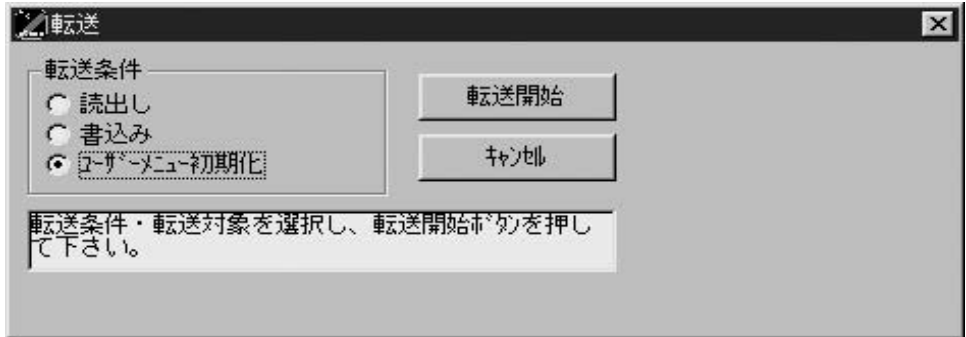 転送
転送条件
読出し
書込み
ﾕｰｻﾞｰﾒﾆｭｰ初期化
転送開始
ｷｬﾝｾﾙ
転送条件・転送対象を選択し、転送開始ﾎﾞﾀﾝを押し
て下さい。